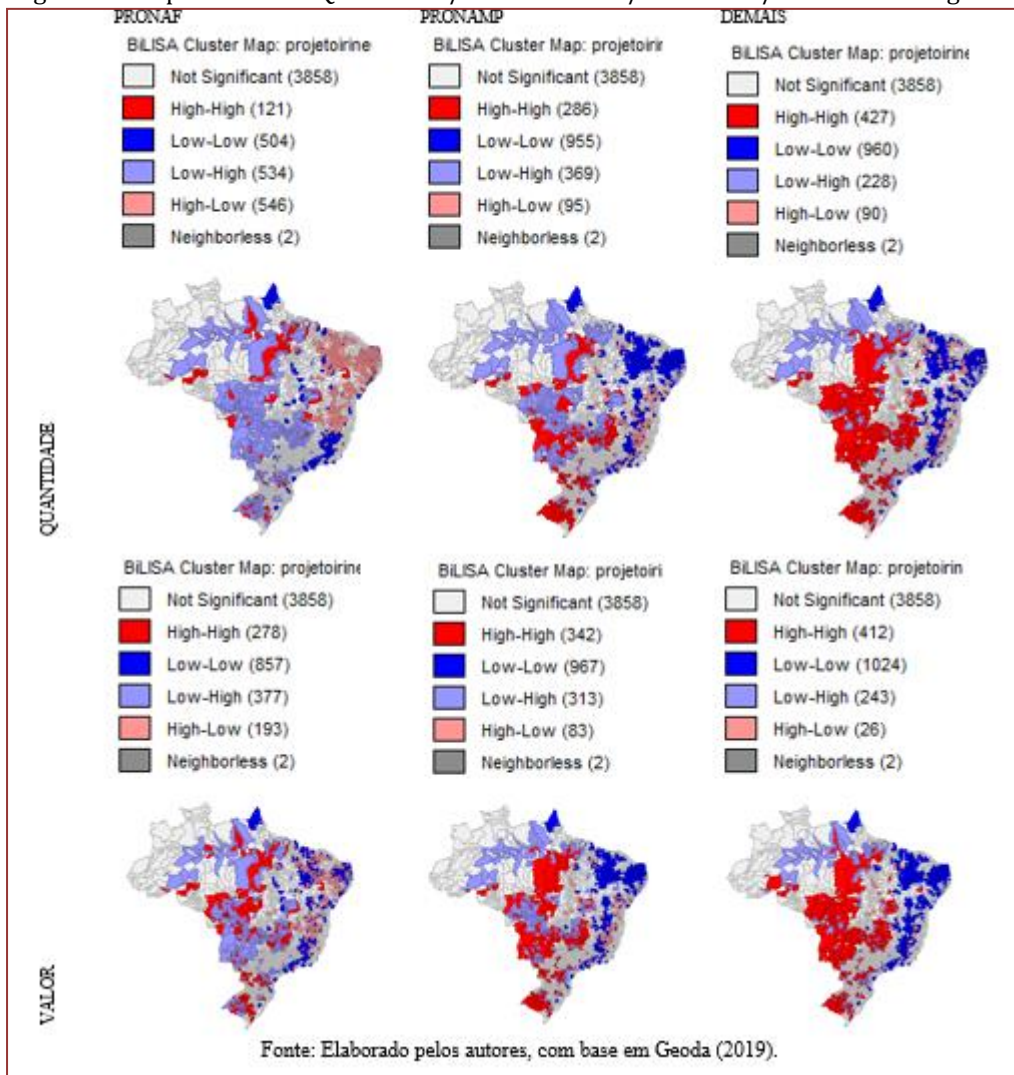 PRONAF
PRONAMP
DEMAIS
BiLISA Cluster Map: projetoirine
Not Significant (3858)
High-High (121)
Low-Low (504)
Low-High (534)
High-Low (546)
Neighborless (2)
BiLISA Cluster Map: projetoirir
Not Significant (3858)
High-High (286)
Low-Low (955)
Low-High (369)
High-Low (95)
Neighborless (2)
BiLISA Cluster Map: projetoirine
Not Significant (3858)
High-High (427)
Low-Low (960)
Low-High (228)
High-Low (90)
Neighborless (2)
QUANTIDADE
BiLISA Cluster Map: projetoirine
Not Significant (3858)
High-High (278)
Low-Low (857)
Low-High (377)
High-Low (193)
Neighborless (2)
BiLISA Cluster Map: projetoiri
Not Significant (3858)
High-High (342)
Low-Low (967)
Low-High (313)
High-Low (83)
Neighborless (2)
BiLISA Cluster Map: projetoirin
Not Significant (3858)
High-High (412)
Low-Low (1024)
Low-High (243)
High-Low (26)
Neighborless (2)
VALOR
Fonte: Elaborado pelos autores, com base em Geoda (2019).